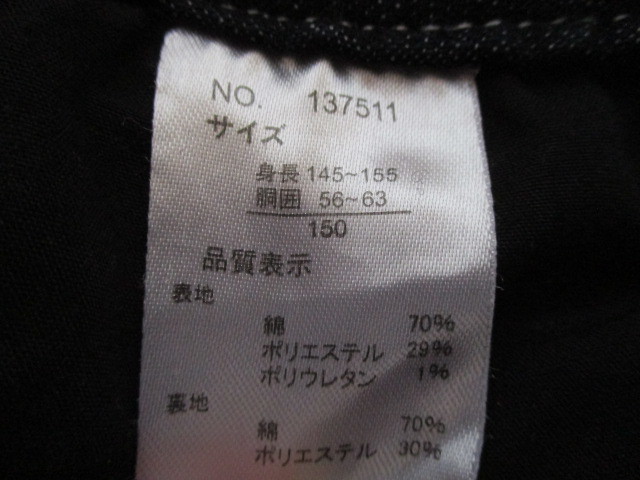 NO. 137511
サイズ
身長 145~155
胴囲 56~63
150
品質表示
表地
綿 70%
ポリエステル 29%
ポリウレタン 1%
裏地
綿 70%
ポリエステル 30%